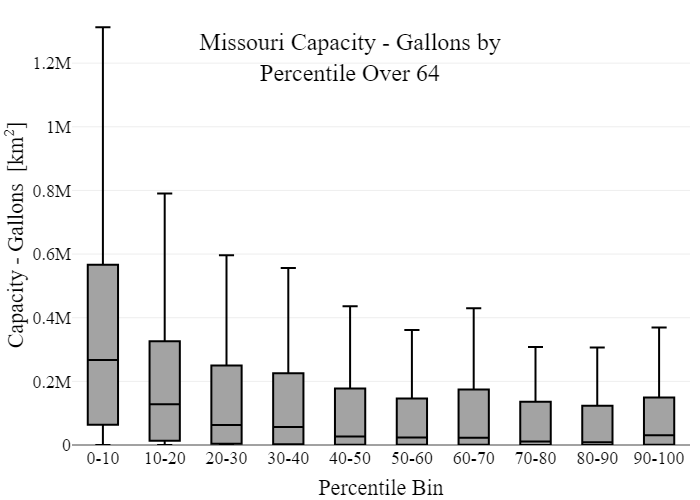 Missouri Capacity - Gallons by
Percentile Over 64
Capacity - Gallons [km²]
1.2M
1M
0.8M
0.6M
0.4M
0.2M
0
0-10 10-20 20-30 30-40 40-50 50-60 60-70 70-80 80-90 90-100
Percentile Bin